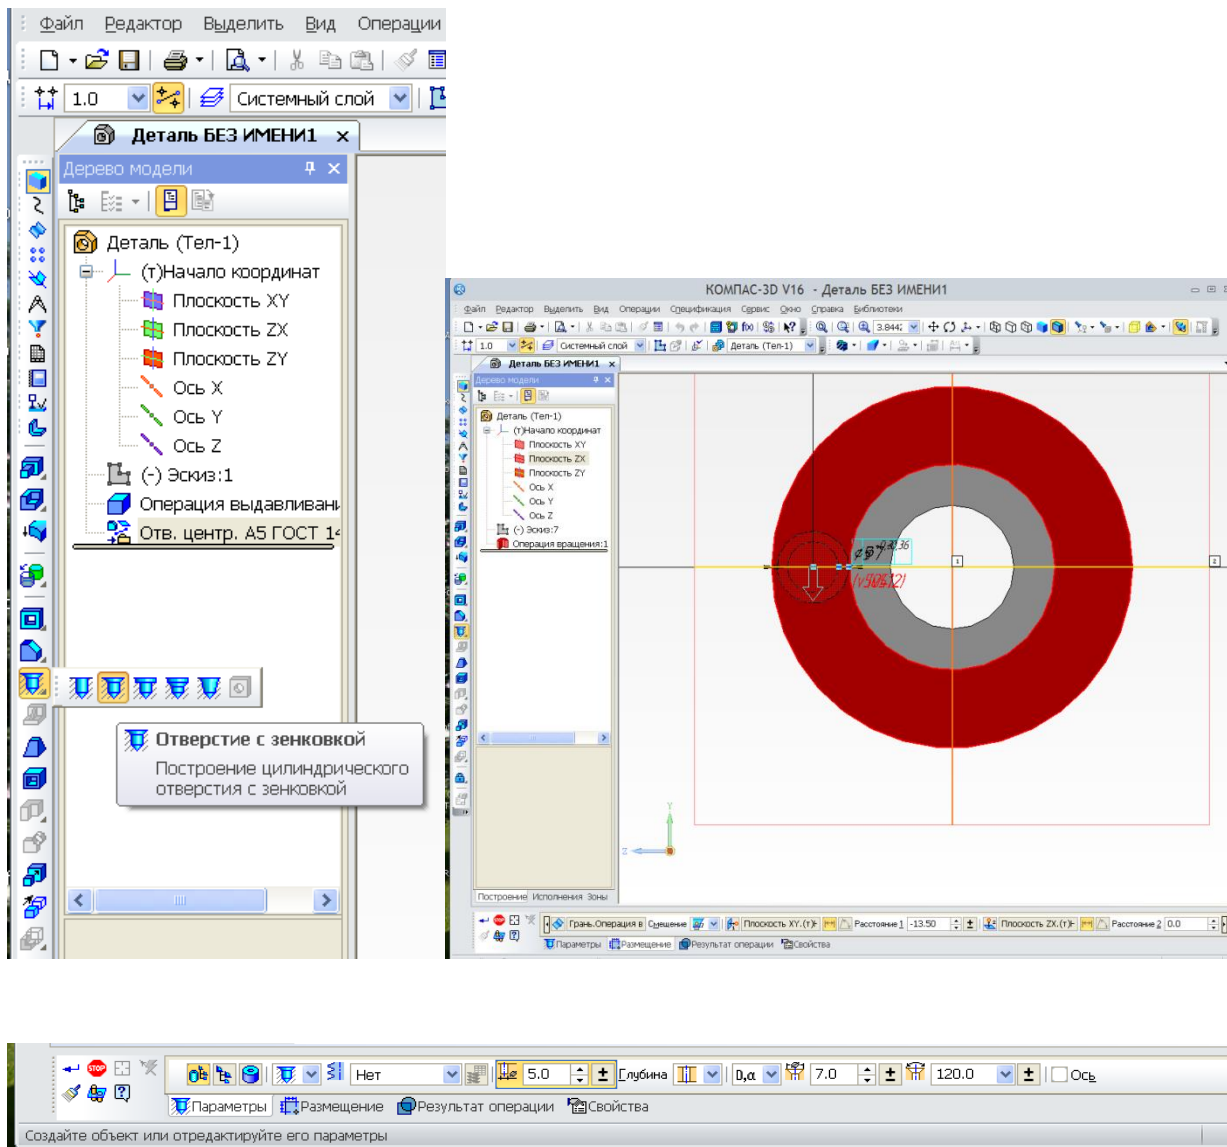 Файл Редактор Выделить Вид Операции
1.0 Системный слой
Деталь БЕЗ ИМЕНИ1 x
Дерево модели
Деталь (Тел-1)
(т)Начало координат
Плоскость XY
Плоскость ZX
Плоскость ZY
Ось X
Ось Y
Ось Z
(-) Эскиз:1
Операция выдавливани
Отв. центр. A5 ГОСТ 14
Отверстие с зенковкой
Построение цилиндрического
отверстия с зенковкой
КОМПАС-3D V16 - Деталь БЕЗ ИМЕНИ1
Файл Редактор Выделить Вид Операции Спецификация Сервис Окно Справка Библиотеки
1.0 Системный слой Деталь (Тел-1)
Деталь БЕЗ ИМЕНИ1 x
Дерево модели
Деталь (Тел-1)
(т)Начало координат
Плоскость XY
Плоскость ZX
Плоскость ZY
Ось X
Ось Y
Ось Z
(-) Эскиз:7
Операция вращения:1
1
2
Y
Z
Построение Исполнения Зоны
Грань.Операция в Смещение Плоскость XY.(т) Расстояние 1 -13.50 Плоскость ZX.(т) Расстояние 2 0.0
Параметры Размещение Результат операции Свойства
STOP Нет 5.0 Глубина D,α 7.0 120.0 Ось
Параметры Размещение Результат операции Свойства
Создайте объект или отредактируйте его параметры